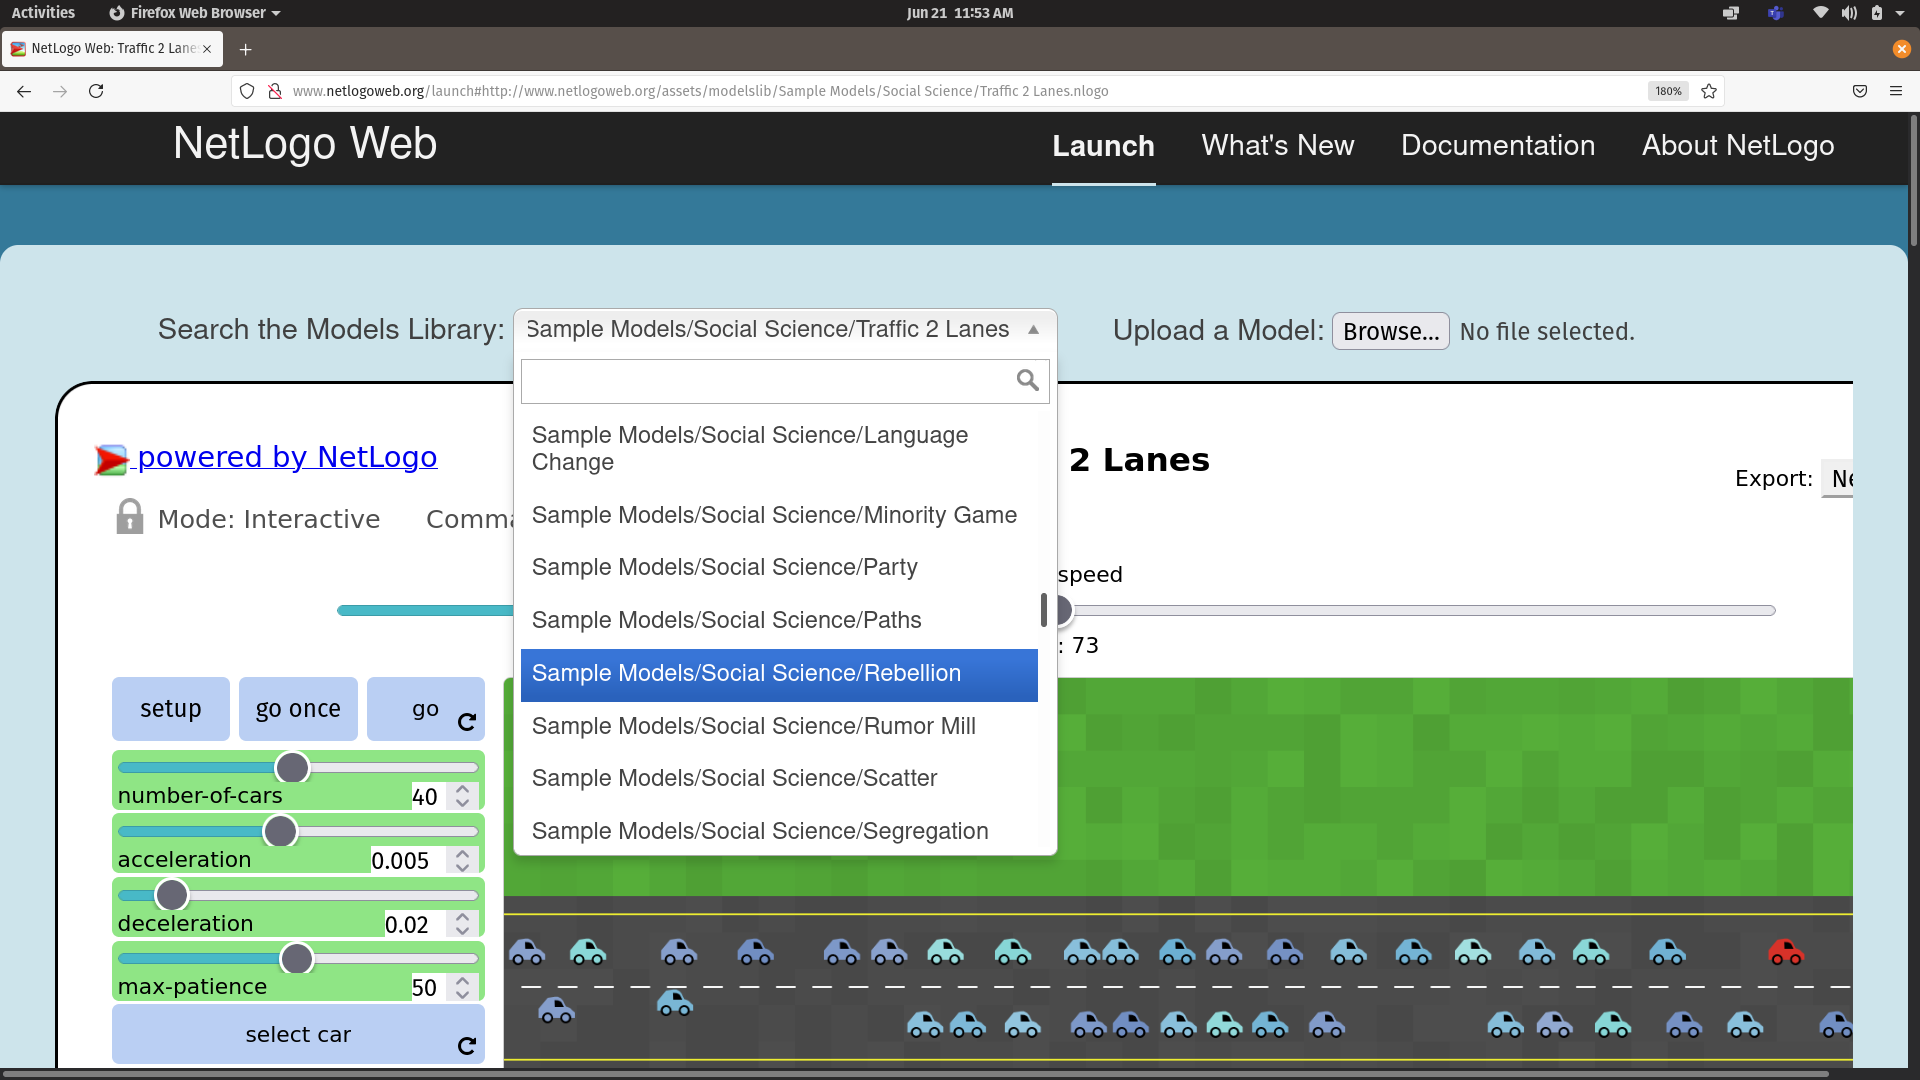 Activities
Firefox Web Browser
Jun 21 11:53 AM
NetLogo Web: Traffic 2 Lane
www.netlogoweb.org/launch#http://www.netlogoweb.org/assets/modelslib/Sample Models/Social Science/Traffic 2 Lanes.nlogo
180%
NetLogo Web
Launch
What's New
Documentation
About NetLogo
Search the Models Library:
Sample Models/Social Science/Traffic 2 Lanes
Upload a Model:
Browse...
No file selected.
Sample Models/Social Science/Language
Change
Sample Models/Social Science/Minority Game
Sample Models/Social Science/Party
Sample Models/Social Science/Paths
Sample Models/Social Science/Rebellion
Sample Models/Social Science/Rumor Mill
Sample Models/Social Science/Scatter
Sample Models/Social Science/Segregation
powered by NetLogo
2 Lanes
Export:
Ne
Mode: Interactive
Comma
speed
: 73
setup
go once
go
number-of-cars
40
acceleration
0.005
deceleration
0.02
max-patience
50
select car